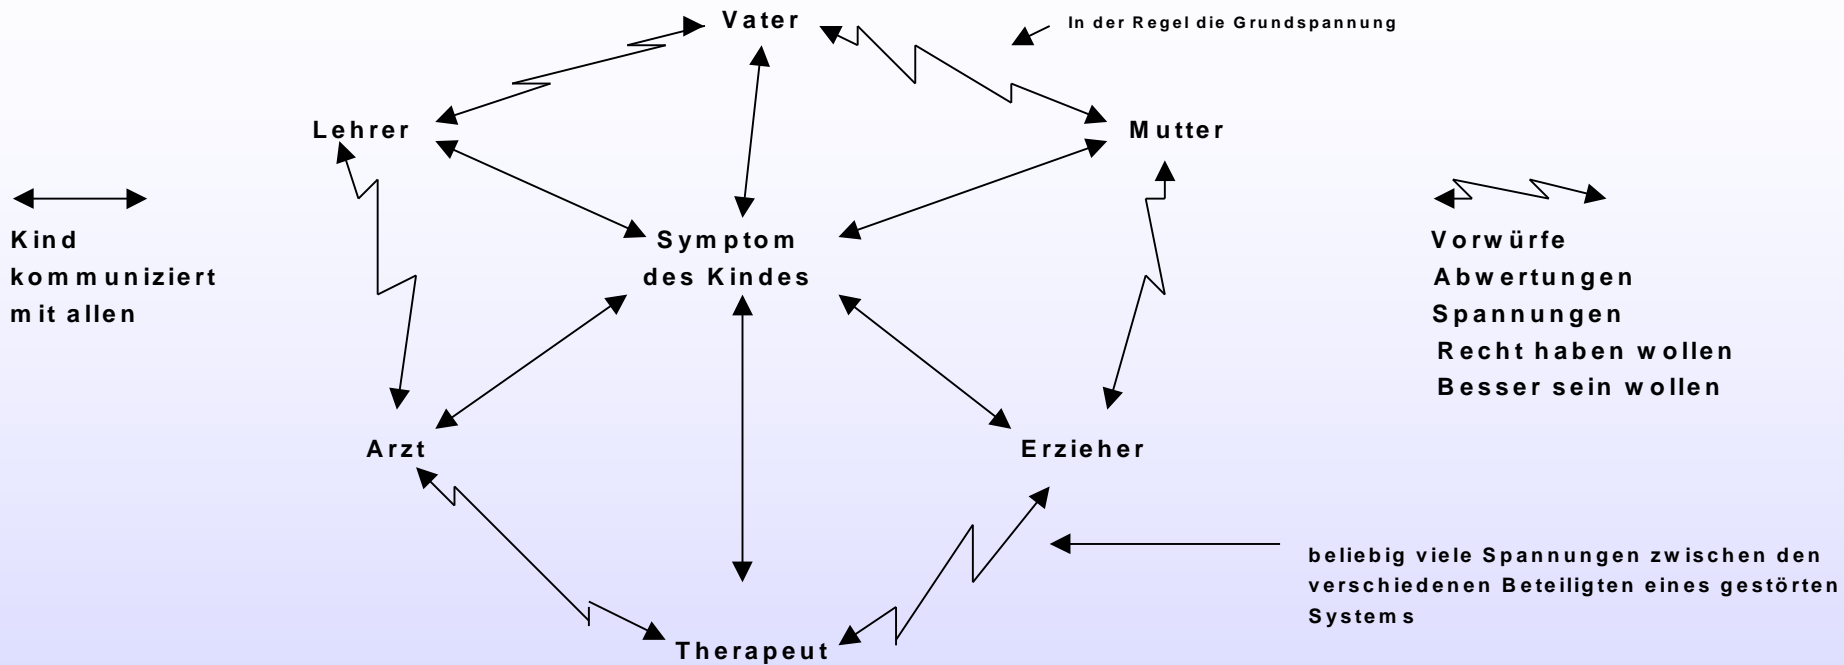 Vater
In der Regel die Grundspannung
Lehrer
Mutter
Kind
kommuniziert
mit allen
Symptom
des Kindes
Vorwürfe
Abwertungen
Spannungen
Recht haben wollen
Besser sein wollen
Arzt
Erzieher
beliebig viele Spannungen zwischen den
verschiedenen Beteiligten eines gestörten
Systems
Therapeut